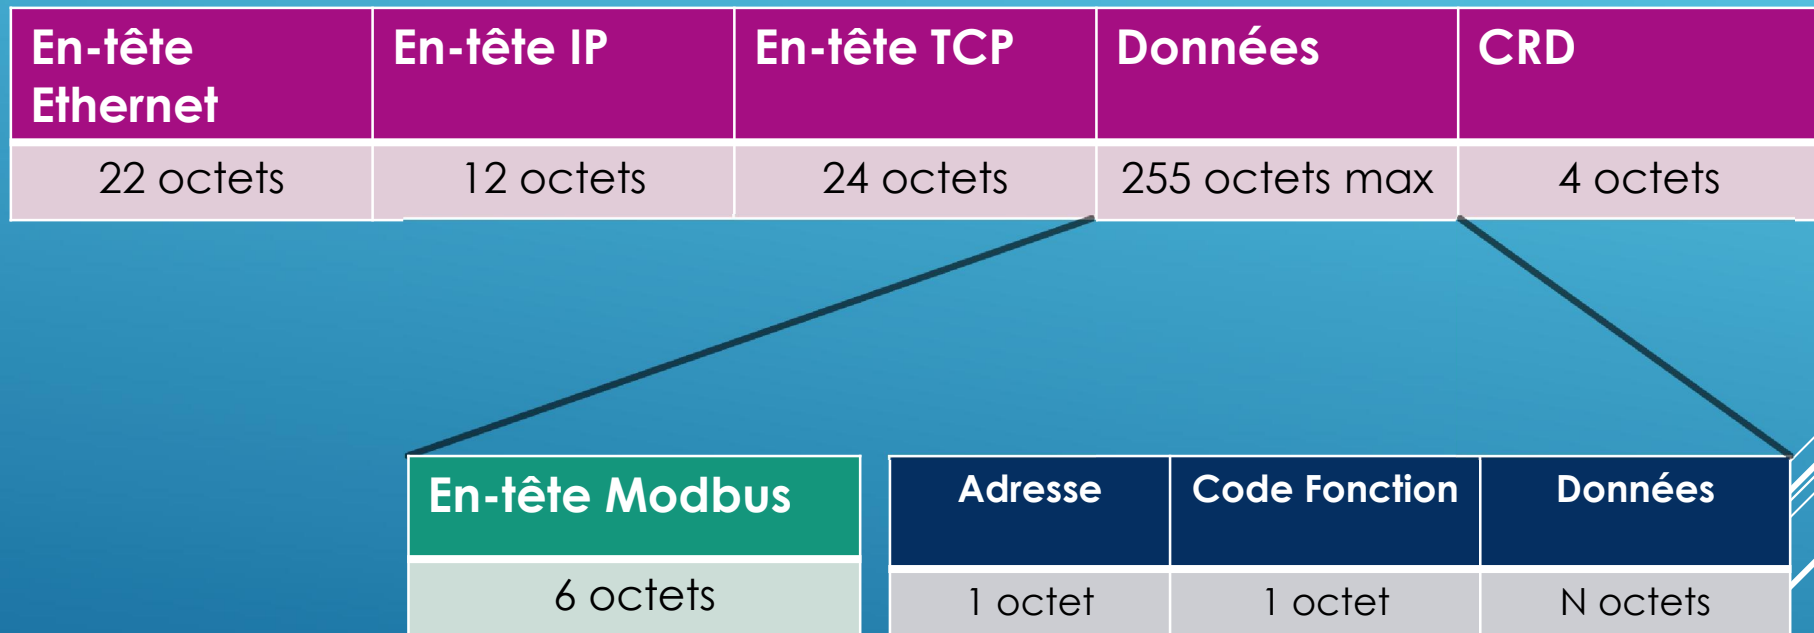 En-tête Ethernet
En-tête IP
En-tête TCP
Données
CRD
22 octets
12 octets
24 octets
255 octets max
4 octets
En-tête Modbus
6 octets
Adresse
Code Fonction
Données
1 octet
1 octet
N octets